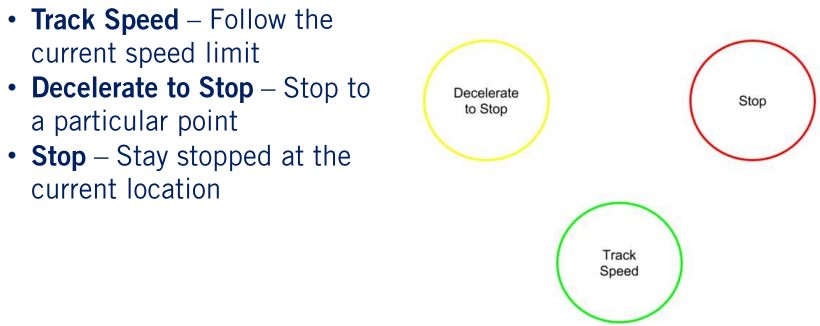 • Track Speed – Follow the
current speed limit
• Decelerate to Stop – Stop to
a particular point
• Stop – Stay stopped at the
current location
Decelerate
to Stop
Stop
Track
Speed